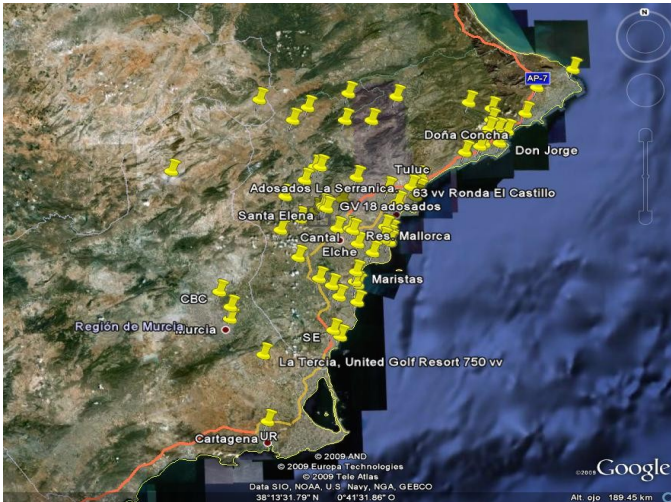 N
AP-7
Doña Concha
Don Jorge
Tuluc
Adosados La Serranica
63 vv Ronda El Castillo
GV 18 adosados
Santa Elena
Cantal
Res. Mallorca
Elche
Maristas
CBC
Región de Murcia
Murcia
SE
La Tercia, United Golf Resort 750 vv
Cartagena
UR
© 2009 AND
© 2009 Europa Technologies
© 2009 Tele Atlas
Data SIO, NOAA, U.S. Navy, NGA, GEBCO
©2009 Google
38°13'31.79" N 0°41'31.86" O
Alt. ojo 189.45 km